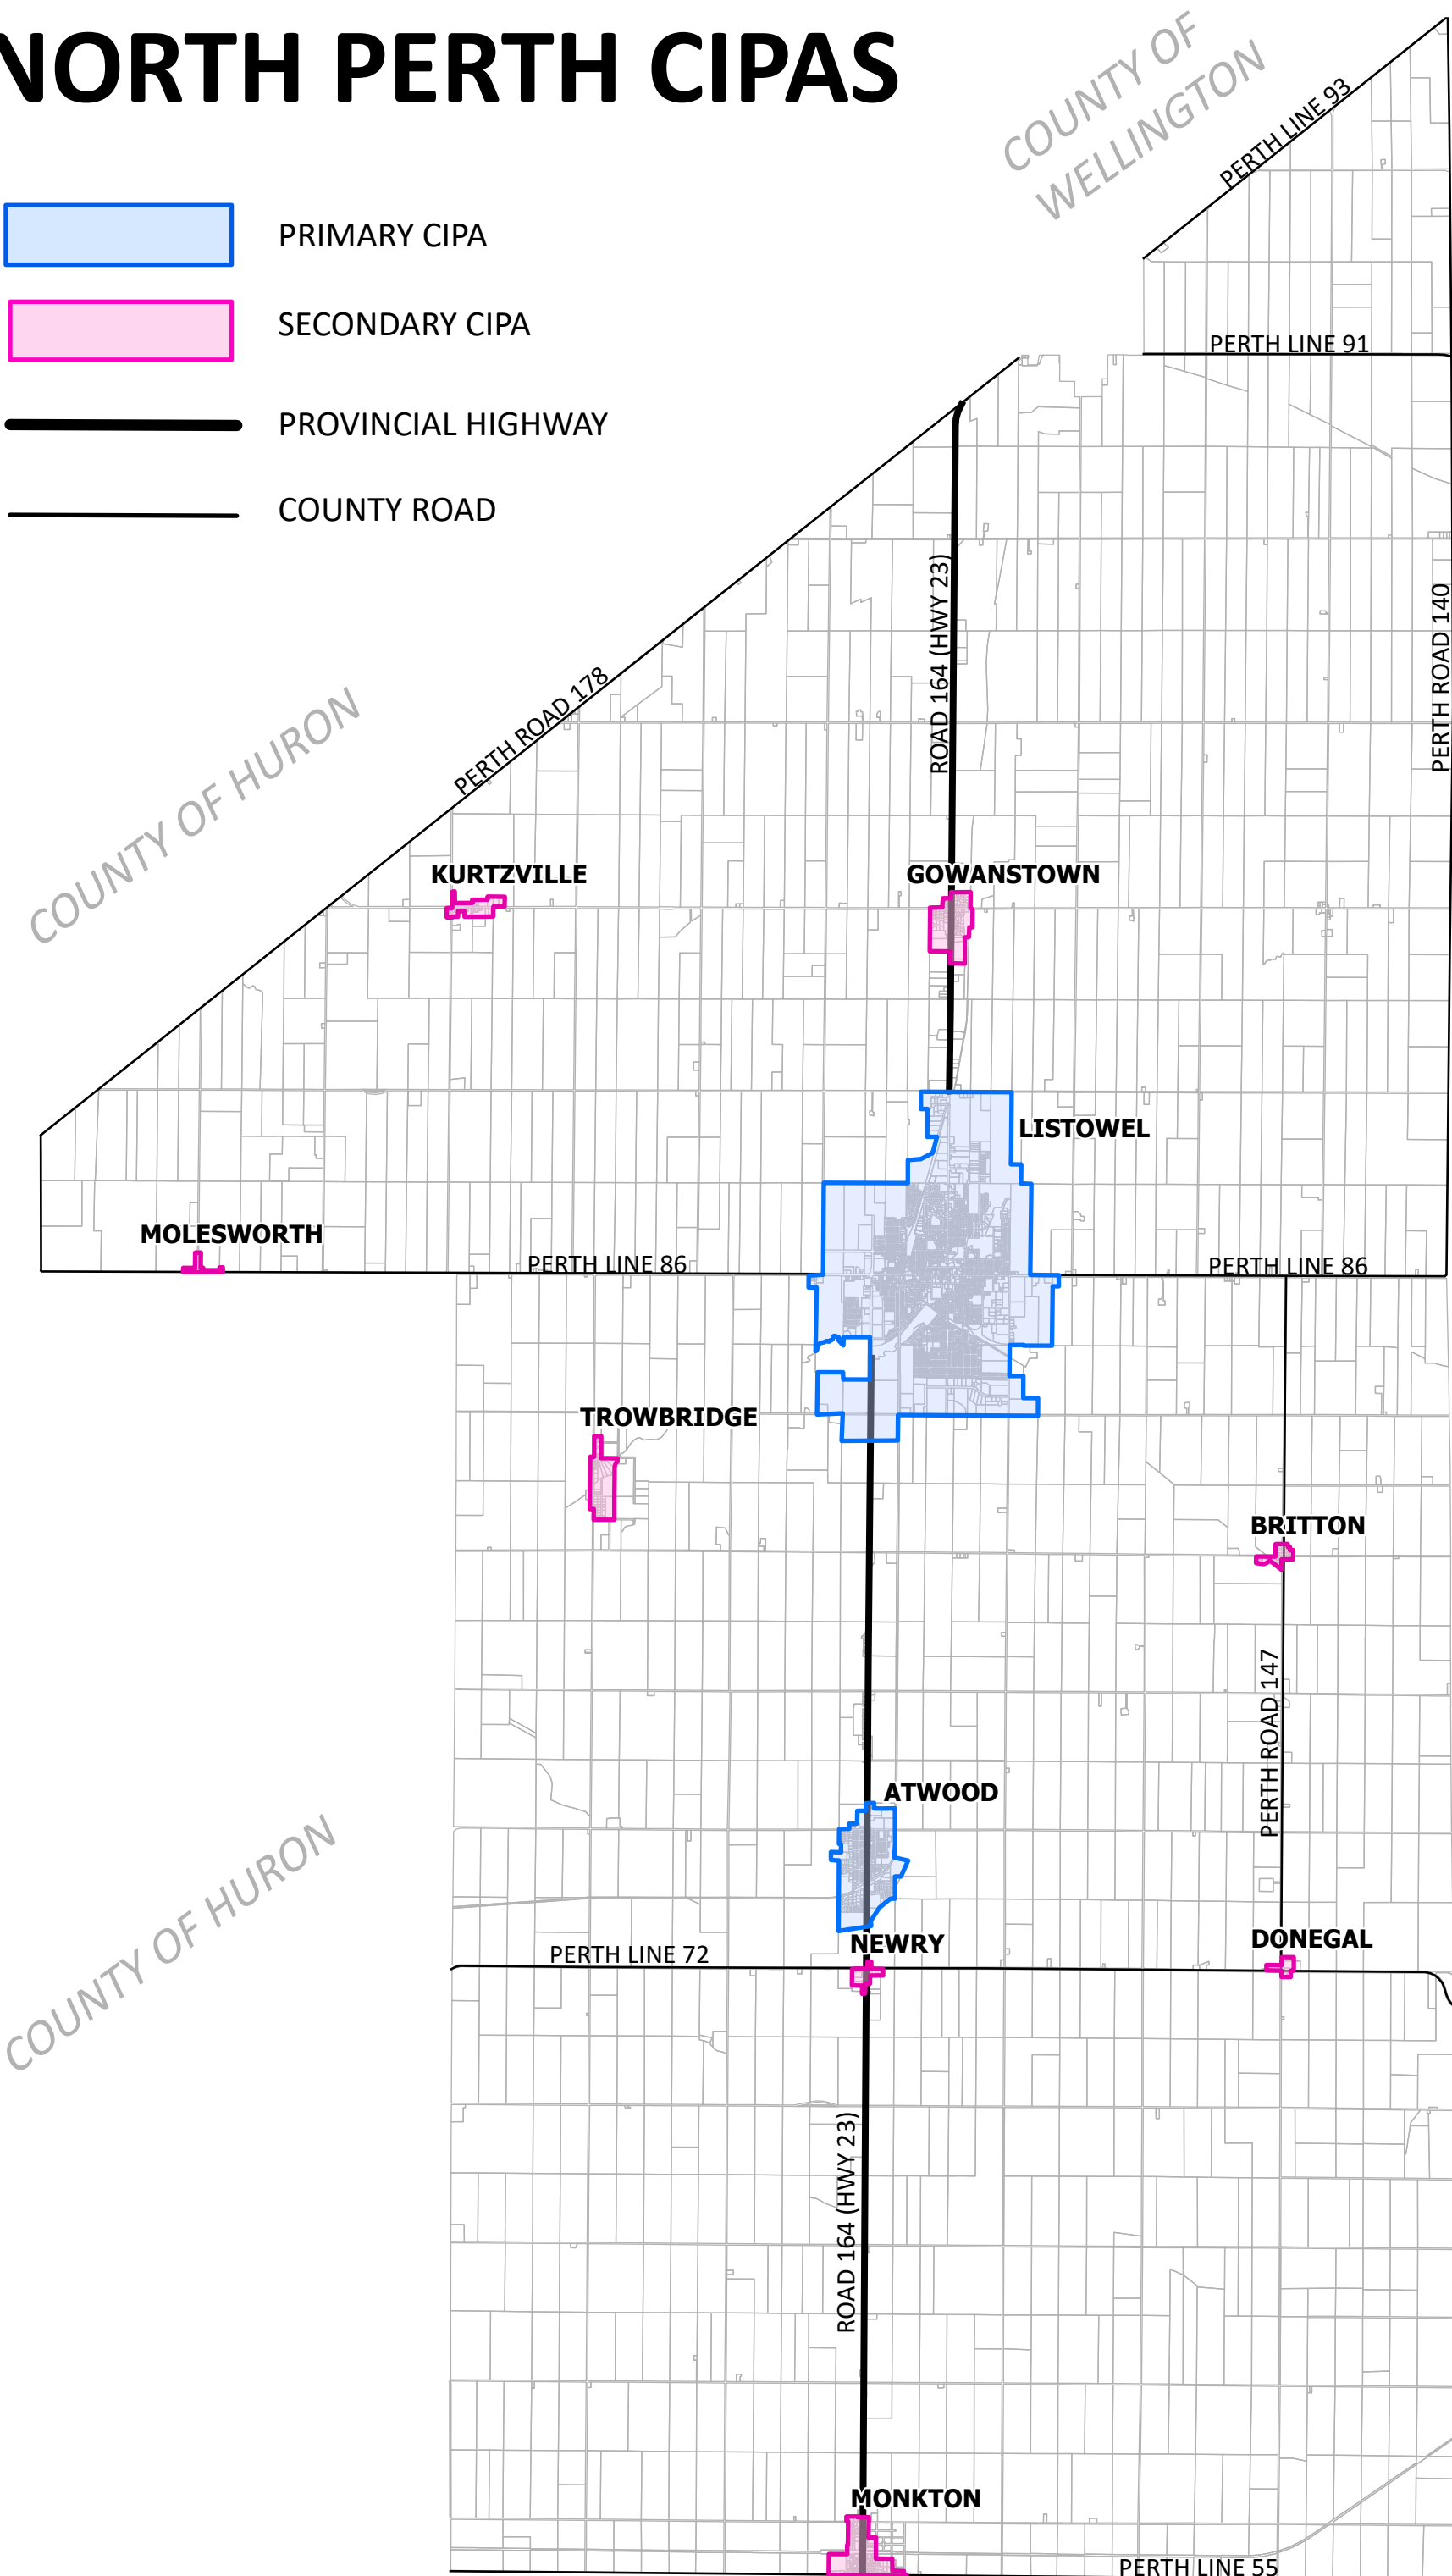 NORTH PERTH CIPAS
COUNTY OF
WELLINGTON
PERTH LINE 93
PRIMARY CIPA
SECONDARY CIPA
PERTH LINE 91
PROVINCIAL HIGHWAY
COUNTY ROAD
ROAD 164 (HWY 23)
PERTH ROAD 140
PERTH ROAD 178
COUNTY OF HURON
KURTZVILLE
GOWANSTOWN
LISTOWEL
MOLESWORTH
PERTH LINE 86
PERTH LINE 86
TROWBRIDGE
BRITTON
PERTH ROAD 147
ATWOOD
COUNTY OF HURON
NEWRY
DONEGAL
PERTH LINE 72
ROAD 164 (HWY 23)
MONKTON
PERTH LINE 55